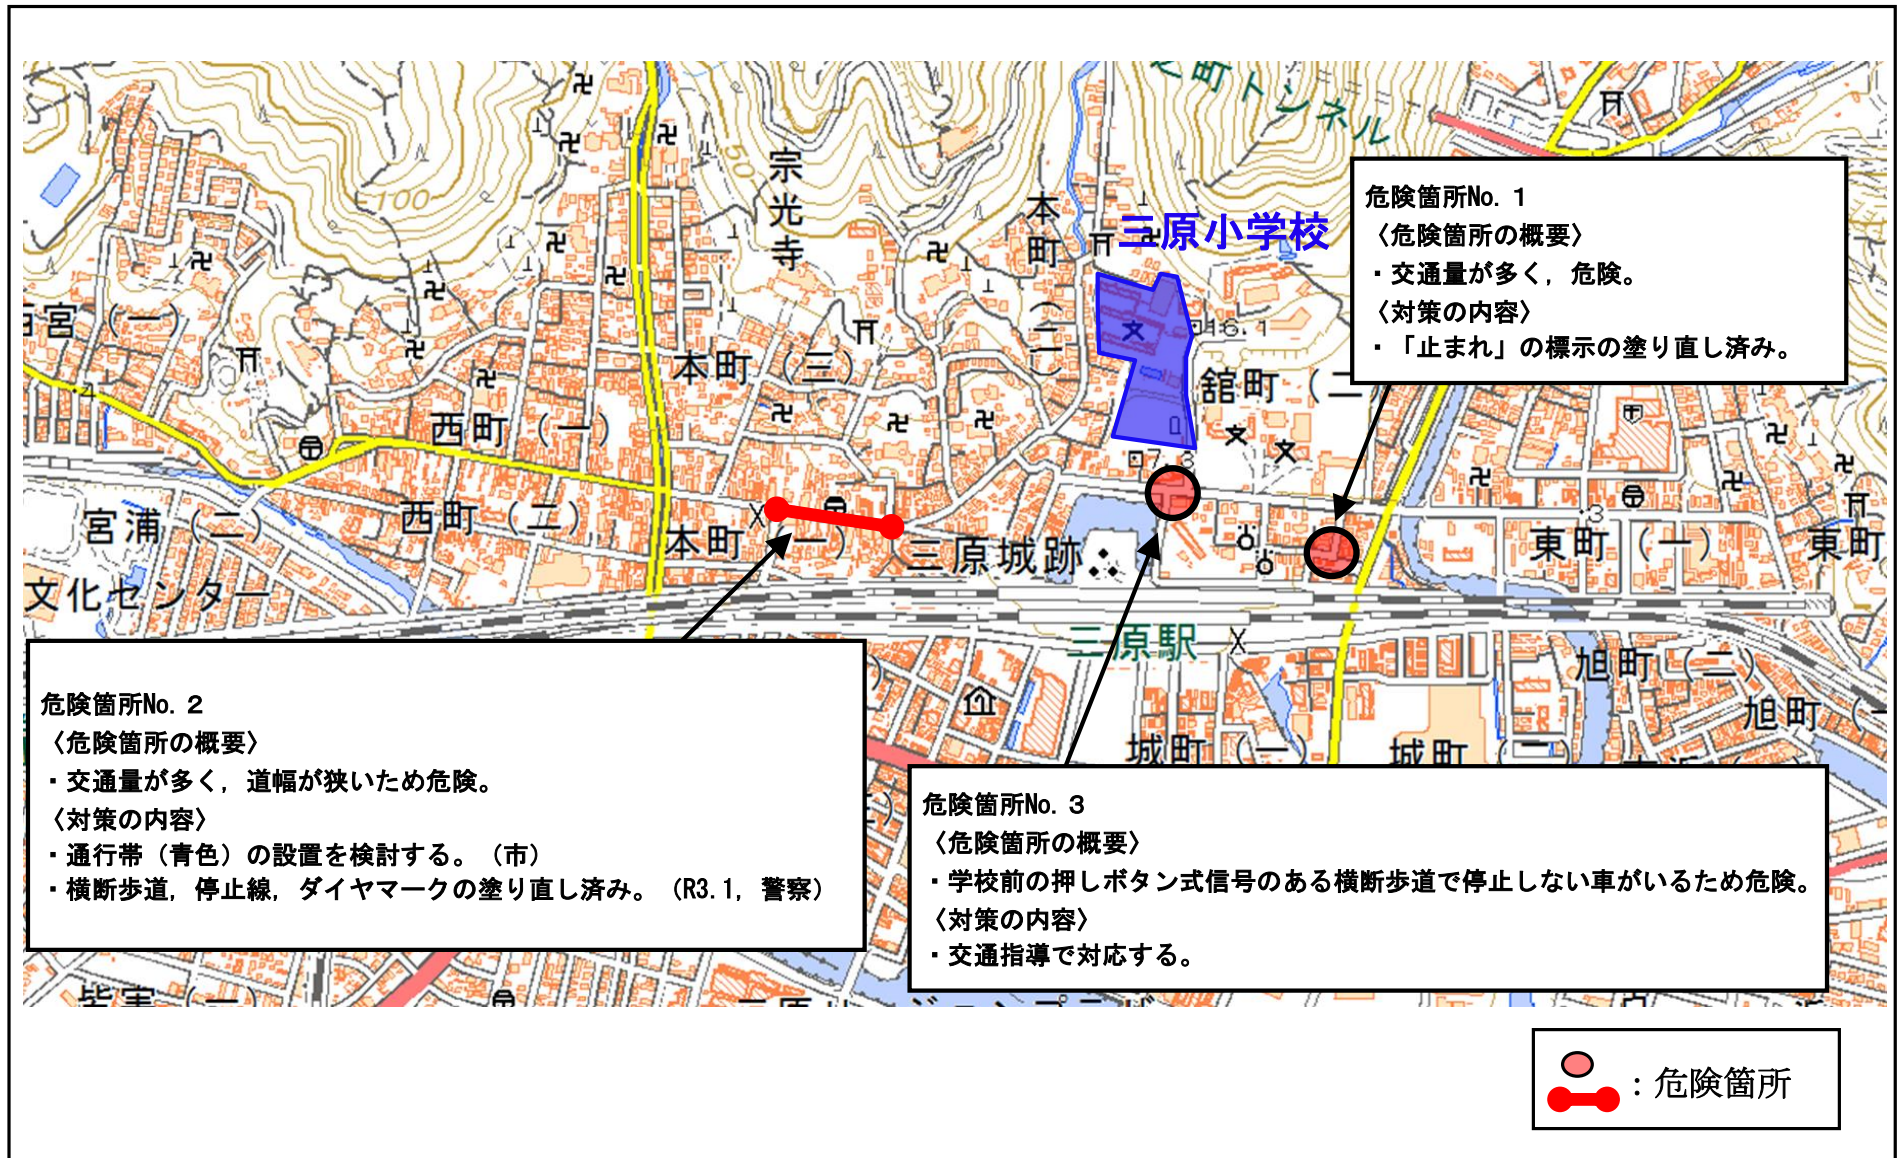 宗光寺
本町（二）
三原小学校
16.1
100
50
本町（三）
舘町（二
西町（一）
西町（二）
宮浦（二）
文化センター
本町（一）
三原城跡
三原駅
東町（一）
東町
旭町（二）
旭町（一
城町（一）
城町（二）
危険箇所No. 1
〈危険箇所の概要〉
・交通量が多く，危険。
〈対策の内容〉
・「止まれ」の標示の塗り直し済み。
危険箇所No. 2
〈危険箇所の概要〉
・交通量が多く，道幅が狭いため危険。
〈対策の内容〉
・通行帯（青色）の設置を検討する。（市）
・横断歩道，停止線，ダイヤマークの塗り直し済み。（R3.1，警察）
危険箇所No. 3
〈危険箇所の概要〉
・学校前の押しボタン式信号のある横断歩道で停止しない車がいるため危険。
〈対策の内容〉
・交通指導で対応する。
：危険箇所